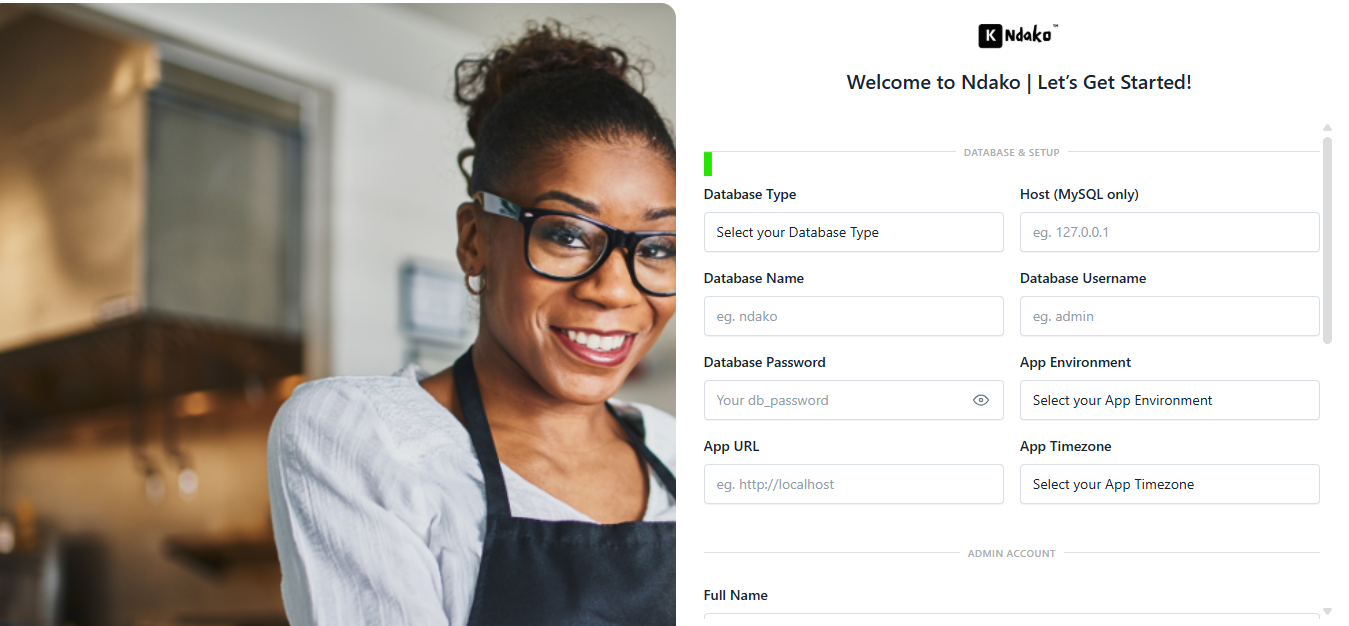 K Ndako™
Welcome to Ndako | Let’s Get Started!
DATABASE & SETUP
Database Type
Host (MySQL only)
Select your Database Type
eg. 127.0.0.1
Database Name
Database Username
eg. ndako
eg. admin
Database Password
App Environment
Your db_password
Select your App Environment
App URL
App Timezone
eg. http://localhost
Select your App Timezone
ADMIN ACCOUNT
Full Name